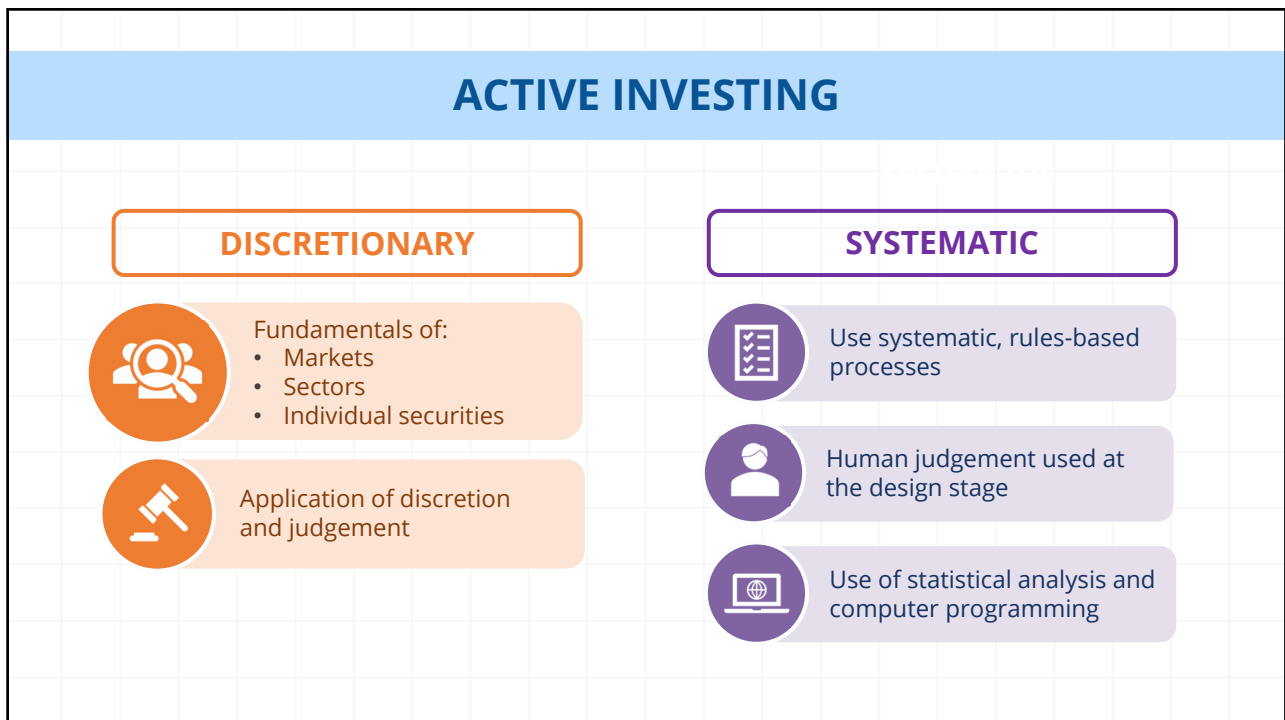 ACTIVE INVESTING
DISCRETIONARY
Fundamentals of:
• Markets
• Sectors
• Individual securities
Application of discretion
and judgement
SYSTEMATIC
Use systematic, rules-based
processes
Human judgement used at
the design stage
Use of statistical analysis and
computer programming